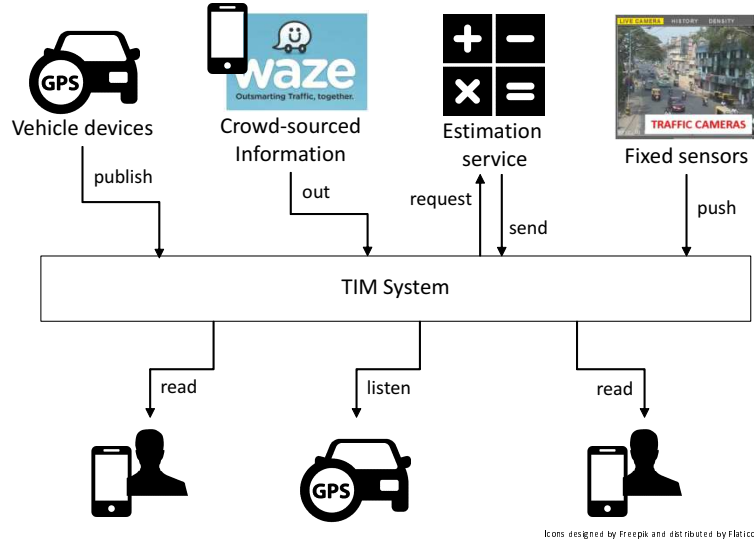 LIVE CAMERA HISTORY DENSITY
GPS
waze
Outsmarting Traffic, together.
TRAFFIC CAMERAS
Vehicle devices
Crowd-sourced
Information
Estimation
service
Fixed sensors
publish
out
request
send
push
TIM System
read
listen
read
GPS
Icons designed by Freepik and distributed by Flatico